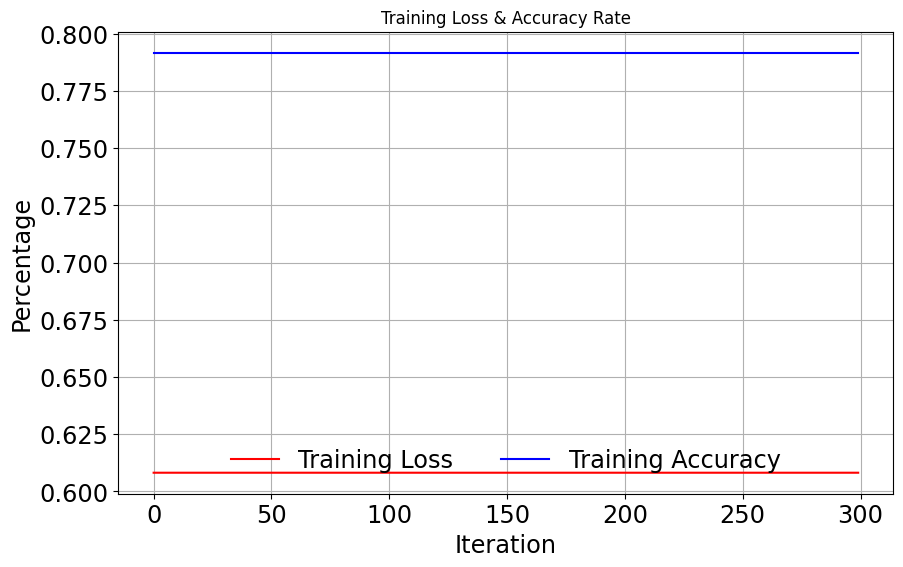 Training Loss & Accuracy Rate
0.800
0.775
0.750
0.725
0.700
0.675
0.650
0.625
0.600
Percentage
Training Loss Training Accuracy
0 50 100 150 200 250 300
Iteration